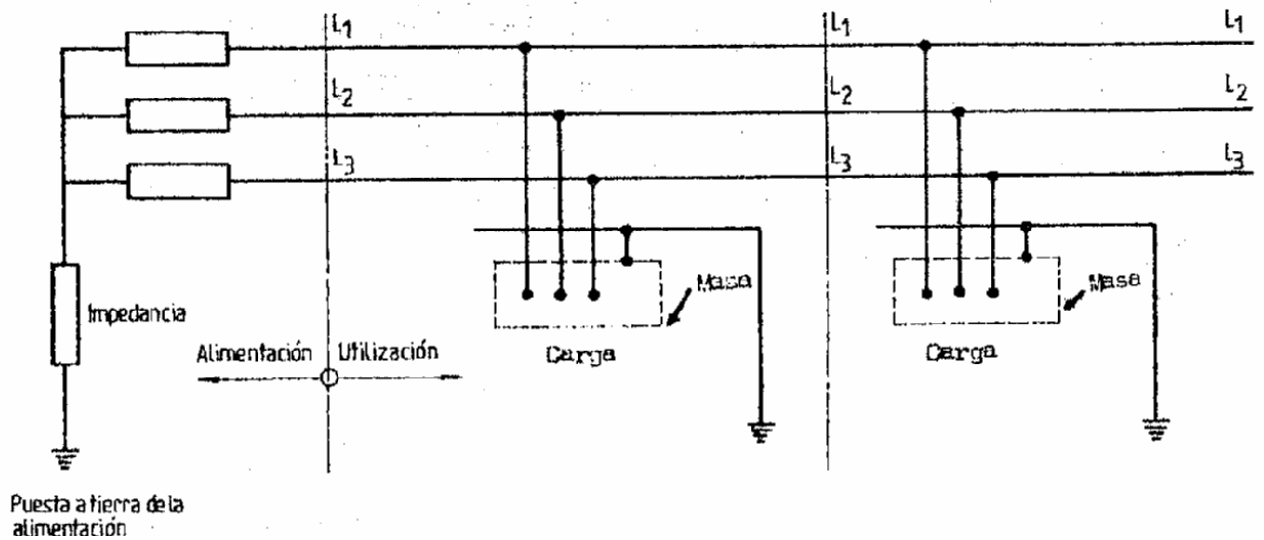 L1
L1
L1
L2
L2
L2
L3
L3
L3
Impedancia
Masa
Masa
Alimentación
Utilización
Carga
Carga
Puesta a tierra de la
alimentación